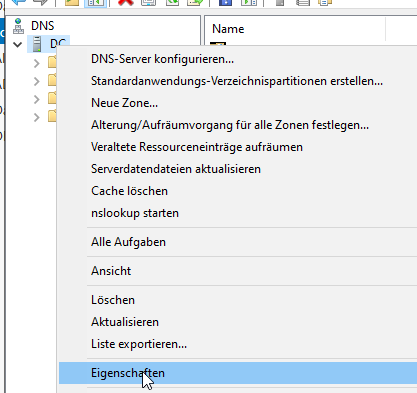 DNS
Name
DC
DNS-Server konfigurieren...
Standardanwendungs-Verzeichnispartitionen erstellen...
Neue Zone...
Alterung/Aufräumvorgang für alle Zonen festlegen...
Veraltete Ressourceneinträge aufräumen
Serverdatendateien aktualisieren
Cache löschen
nslookup starten
Alle Aufgaben
Ansicht
Löschen
Aktualisieren
Liste exportieren...
Eigenschaften